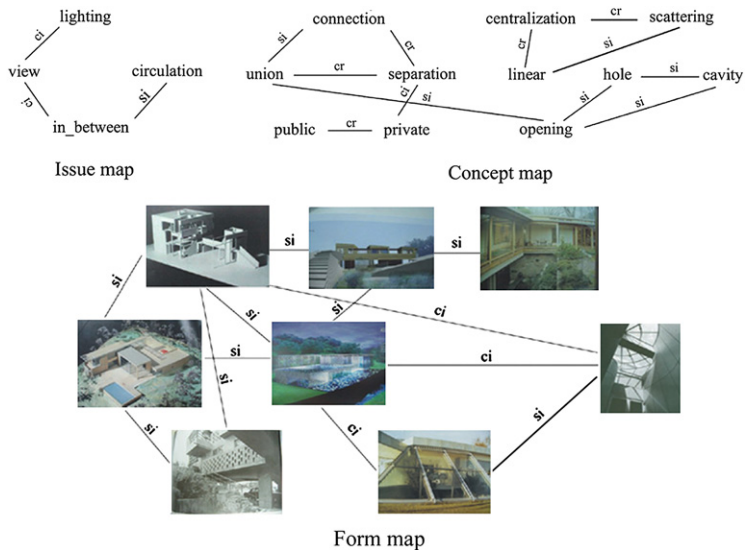 lighting
ci
view
circulation
ci
si
in_between
Issue map
connection
si
cr
union
cr
separation
ci
si
public
cr
private
centralization
cr
scattering
cr
si
linear
hole
si
cavity
si
si
opening
Concept map
si
si
si
si
si
ci
si
ci
si
si
ci
si
Form map